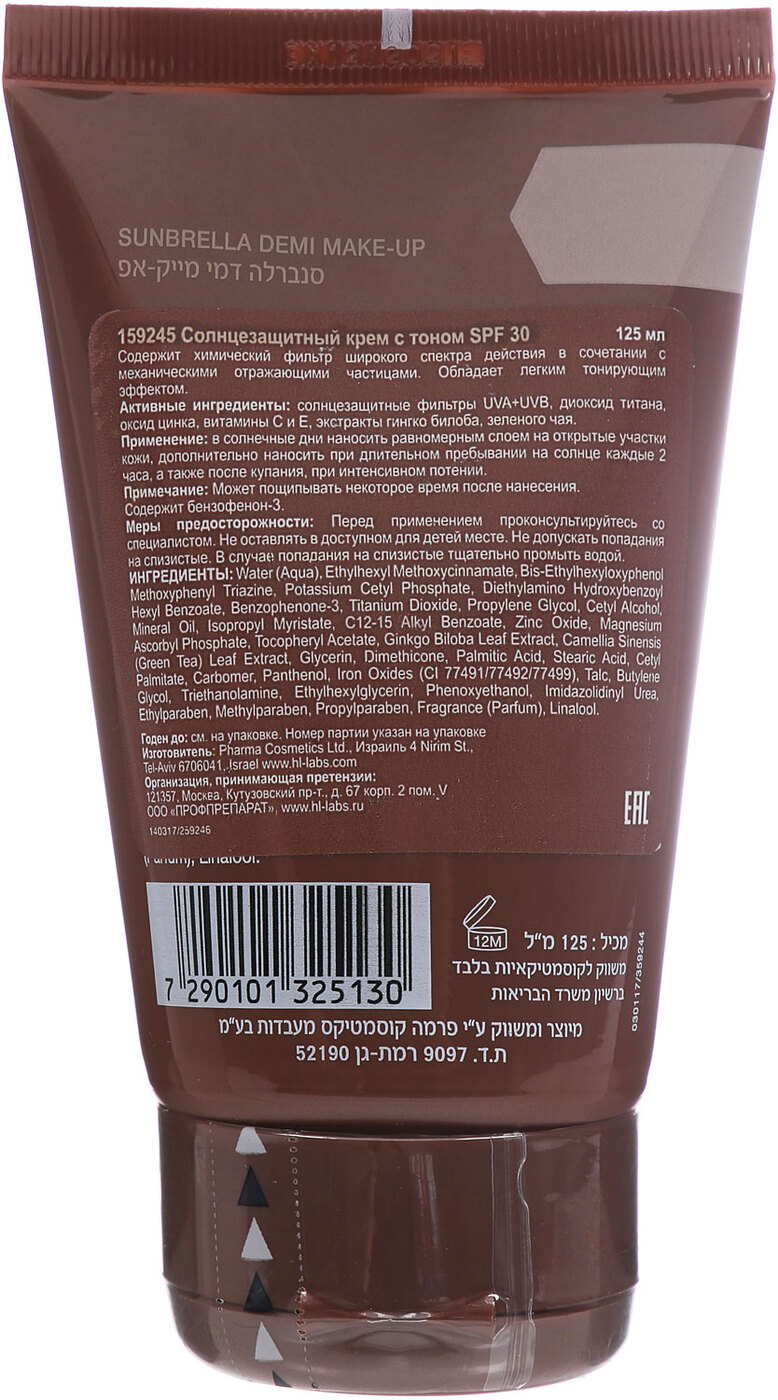 SUNBRELLA DEMI MAKE-UP
סנברלה דמי מייק-אפ
159245 Солнцезащитный крем с тоном SPF 30 125 мл
Содержит химический фильтр широкого спектра действия в сочетании с
механическими отражающими частицами. Обладает легким тонирующим
эффектом.
Активные ингредиенты: солнцезащитные фильтры UVA+UVB, диоксид титана,
оксид цинка, витамины С и Е, экстракты гингко билоба, зеленого чая.
Применение: в солнечные дни наносить равномерным слоем на открытые участки
кожи, дополнительно наносить при длительном пребывании на солнце каждые 2
часа, а также после купания, при интенсивном потении.
Примечание: Может пощипывать некоторое время после нанесения.
Содержит бензофенон-3.
Меры предосторожности: Перед применением проконсультируйтесь со
специалистом. Не оставлять в доступном для детей месте. Не допускать попадания
на слизистые. В случае попадания на слизистые тщательно промыть водой.
ИНГРЕДИЕНТЫ: Water (Aqua), Ethylhexyl Methoxycinnamate, Bis-Ethylhexyloxyphenol
Methoxyphenyl Triazine, Potassium Cetyl Phosphate, Diethylamino Hydroxybenzoyl
Hexyl Benzoate, Benzophenone-3, Titanium Dioxide, Propylene Glycol, Cetyl Alcohol,
Mineral Oil, Isopropyl Myristate, C12-15 Alkyl Benzoate, Zinc Oxide, Magnesium
Ascorbyl Phosphate, Tocopheryl Acetate, Ginkgo Biloba Leaf Extract, Camellia Sinensis
(Green Tea) Leaf Extract, Glycerin, Dimethicone, Palmitic Acid, Stearic Acid, Cetyl
Palmitate, Carbomer, Panthenol, Iron Oxides (CI 77491/77492/77499), Talc, Butylene
Glycol, Triethanolamine, Ethylhexylglycerin, Phenoxyethanol, Imidazolidinyl Urea,
Ethylparaben, Methylparaben, Propylparaben, Fragrance (Parfum), Linalool.
Годен до: см. на упаковке. Номер партии указан на упаковке
Изготовитель: Pharma Cosmetics Ltd., Израиль 4 Nirim St.,
Tel-Aviv 6706041, Israel www.hl-labs.com
Организация, принимающая претензии:
121357, Москва, Кутузовский пр-т., д. 67 корп. 2 пом. V
ООО «ПРОФПРЕПАРАТ», www.hl-labs.ru
EAC
140317/259246
(Parfum), Linalool.
7 290101 325130
12M
מכיל: 125 מ"ל
משווק לקוסמטיקאיות בלבד
ברשיון משרד הבריאות
030117/359244
מיוצר ומשווק ע"י פרמה קוסמטיקס מעבדות בע"מ
ת.ד. 9097 רמת-גן 52190